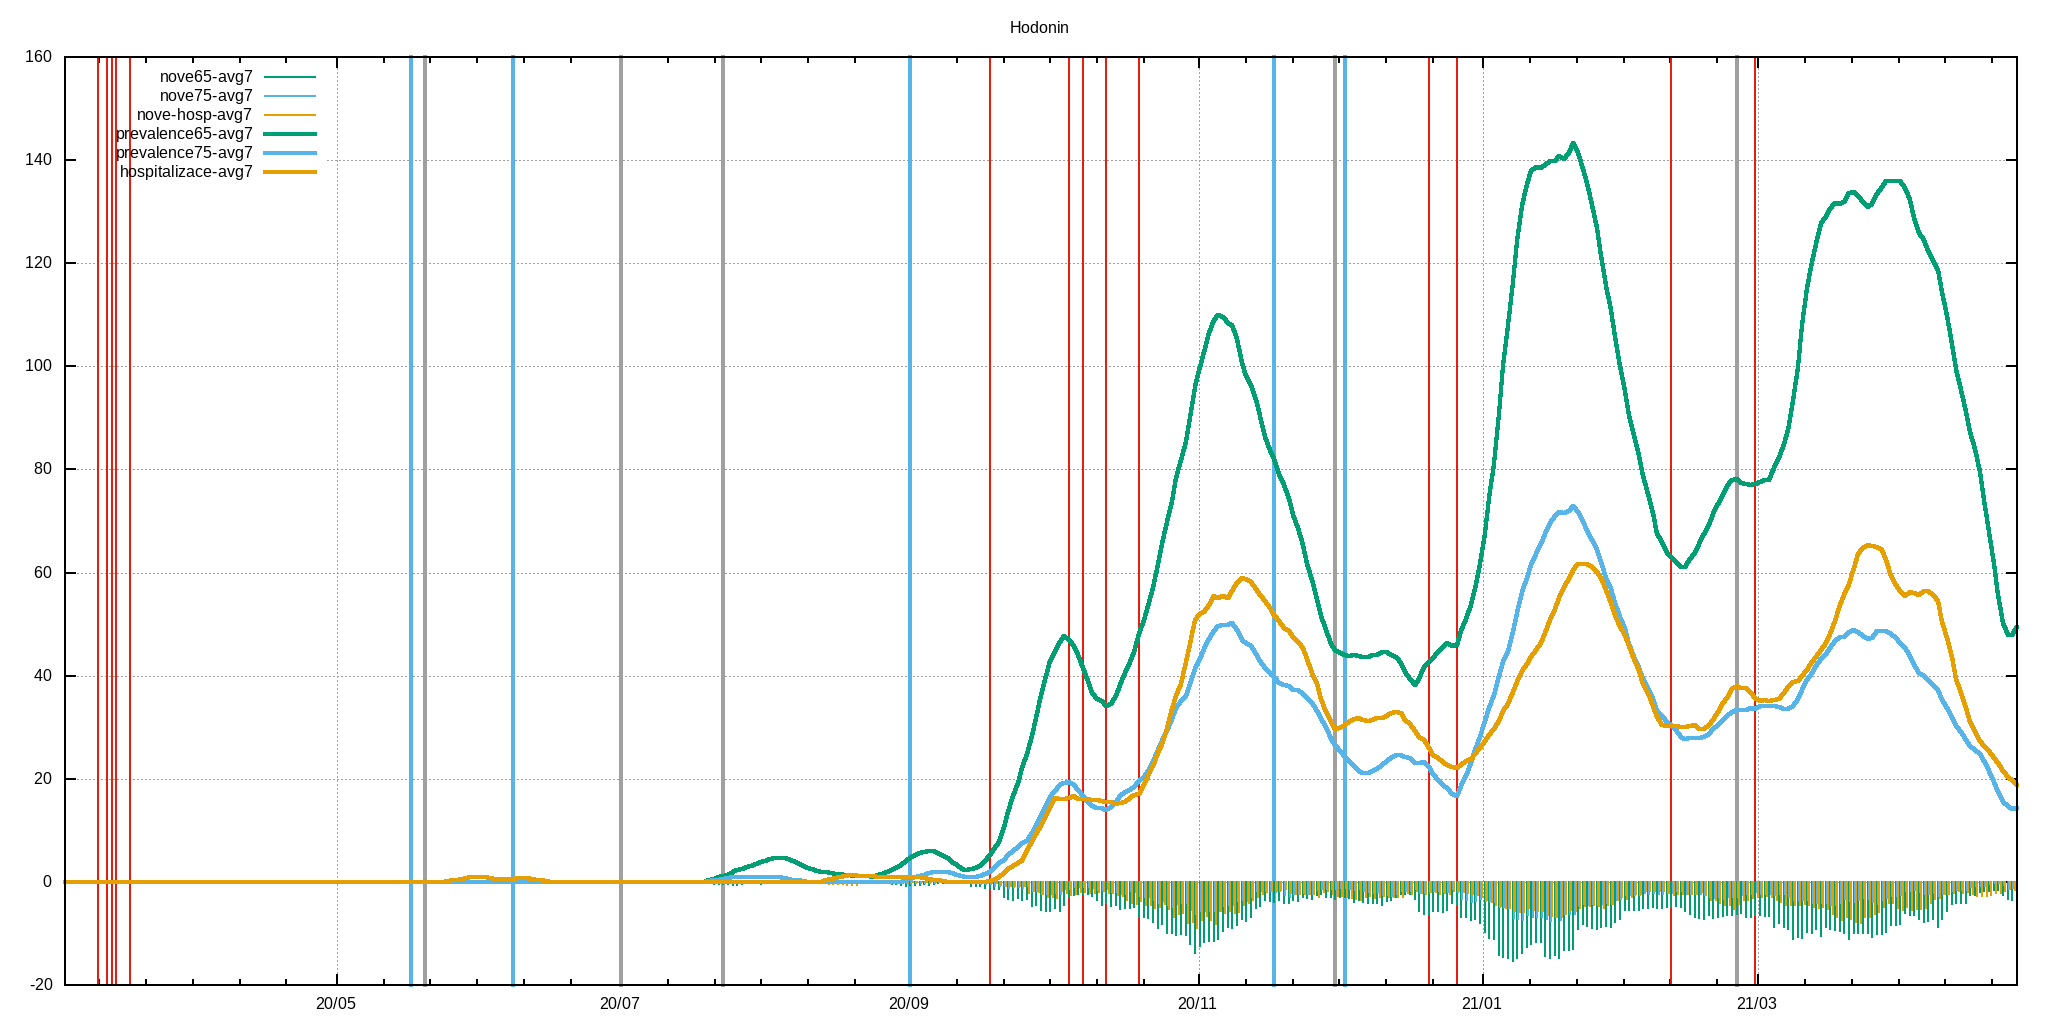 Hodonin
160
140
120
100
80
60
40
20
0
-20
nove65-avg7
nove75-avg7
nove-hosp-avg7
prevalence65-avg7
prevalence75-avg7
hospitalizace-avg7
20/05
20/07
20/09
20/11
21/01
21/03